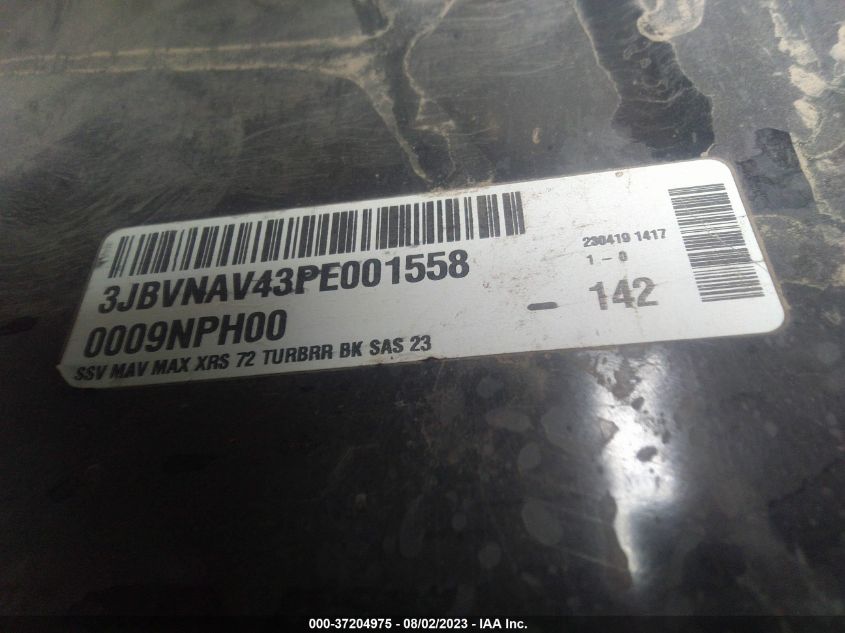 3JBVNAV43PE001558
0009NPH00
SSV MAV MAX XRS 72 TURBRR BK SAS 23
230419 1417
1 - 0
- 142
000-37204975 - 08/02/2023 - IAA Inc.